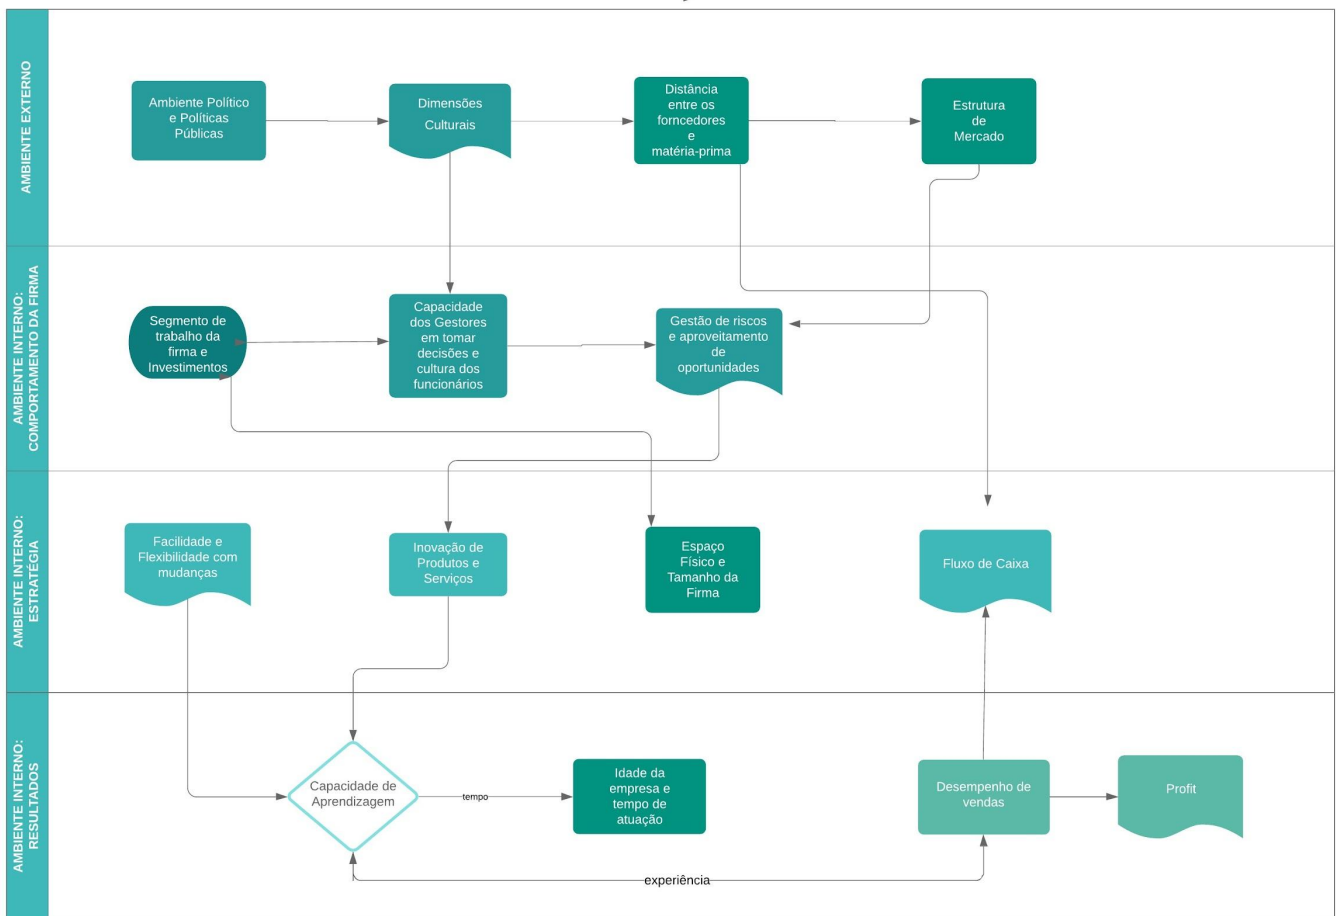 AMBIENTE EXTERNO
Ambiente Político
e Políticas
Públicas
Dimensões
Culturais
Distância
entre os
forncedores
e
matéria-prima
Estrutura
de
Mercado
AMBIENTE INTERNO:
COMPORTAMENTO DA FIRMA
Segmento de
trabalho da
firma e
Investimentos
Capacidade
dos Gestores
em tomar
decisões e
cultura dos
funcionários
Gestão de riscos
e aproveitamento
de
oportunidades
AMBIENTE INTERNO:
ESTRATÉGIA
Facilidade e
Flexibilidade com
mudanças
Inovação de
Produtos e
Serviços
Espaço
Físico e
Tamanho da
Firma
Fluxo de Caixa
AMBIENTE INTERNO:
RESULTADOS
Capacidade de
Aprendizagem
tempo
Idade da
empresa e
tempo de
atuação
Desempenho de
vendas
Profit
experiência